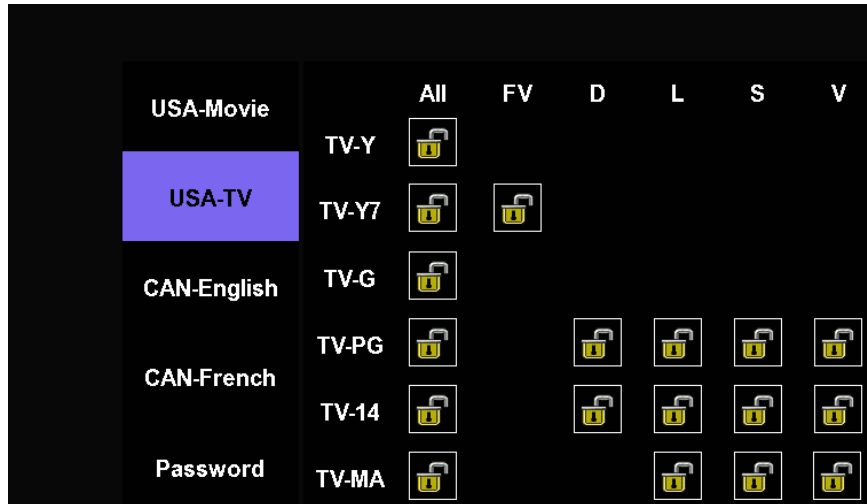 USA-Movie
USA-TV
CAN-English
CAN-French
Password
All FV D L S V
TV-Y
TV-Y7
TV-G
TV-PG
TV-14
TV-MA